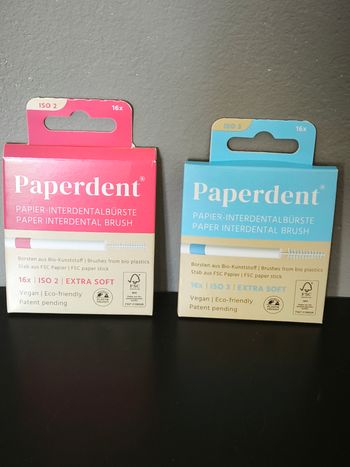 ISO 2
16x
Paperdent®
PAPIER-INTERDENTALBÜRSTE
PAPER INTERDENTAL BRUSH
Borsten aus Bio-Kunststoff | Brushes from bio plastics
Stab aus FSC Papier | FSC paper stick
16x | ISO 2 | EXTRA SOFT
Vegan | Eco-friendly
Patent pending
FSC
ISO 3
16x
Paperdent®
PAPIER-INTERDENTALBÜRSTE
PAPER INTERDENTAL BRUSH
Borsten aus Bio-Kunststoff | Brushes from bio plastics
Stab aus FSC Papier | FSC paper stick
16x | ISO 3 | EXTRA SOFT
Vegan | Eco-friendly
Patent pending
FSC